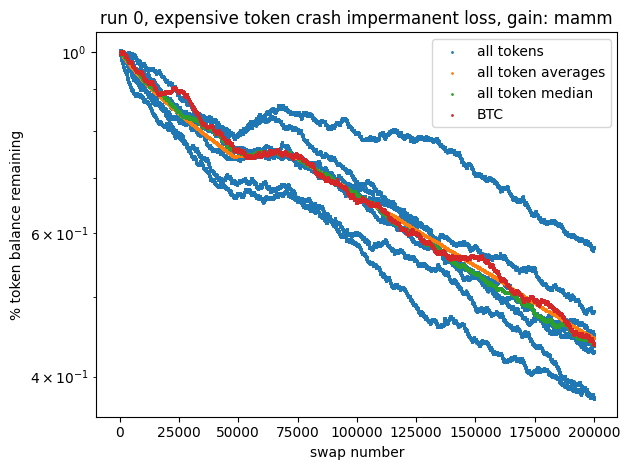 run 0, expensive token crash impermanent loss, gain: mamm
all tokens
all token averages
all token median
BTC
% token balance remaining
10⁰
6 × 10⁻¹
4 × 10⁻¹
0 25000 50000 75000 100000 125000 150000 175000 200000
swap number